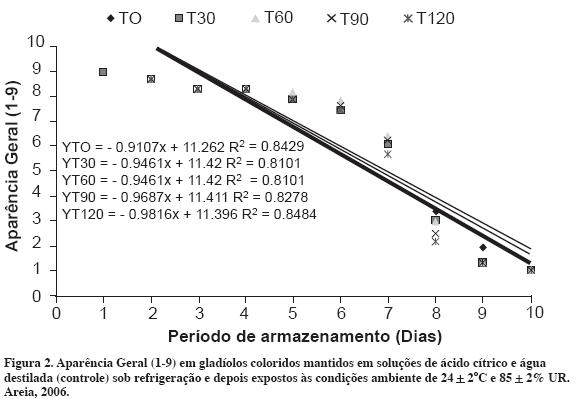 TO T30 T60 T90 T120
Aparência Geral (1-9)
10
9
8
7
6
5
4
3
2
1
0
YTO = - 0.9107x + 11.262 R² = 0.8429
YT30 = - 0.9461x + 11.42 R² = 0.8101
YT60 = - 0.9461x + 11.42 R² = 0.8101
YT90 = - 0.9687x + 11.411 R² = 0.8278
YT120 = - 0.9816x + 11.396 R² = 0.8484
0 1 2 3 4 5 6 7 8 9 10
Período de armazenamento (Dias)
Figura 2. Aparência Geral (1-9) em gladíolos coloridos mantidos em soluções de ácido cítrico e água
destilada (controle) sob refrigeração e depois expostos às condições ambiente de 24 ± 2°C e 85 ± 2% UR.
Areia, 2006.